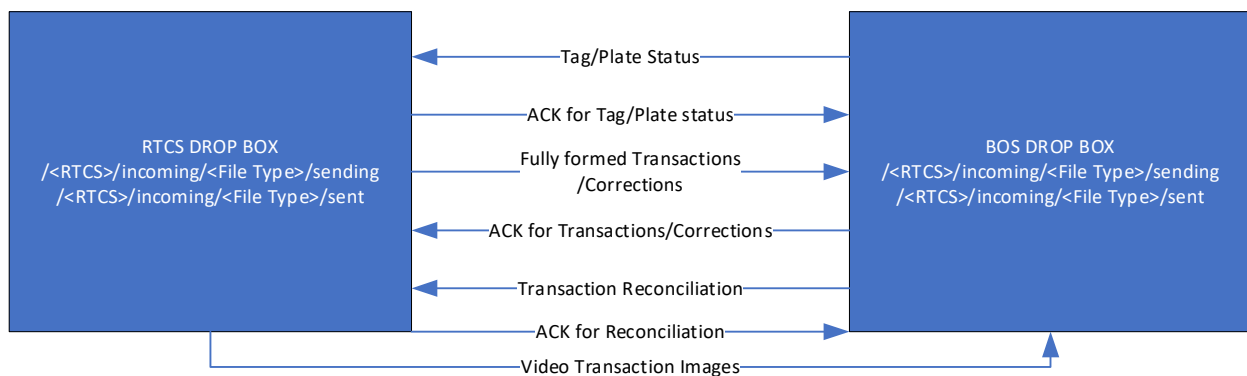 Tag/Plate Status
ACK for Tag/Plate status
RTCS DROP BOX
/<RTCS>/incoming/<File Type>/sending
/<RTCS>/incoming/<File Type>/sent
Fully formed Transactions
/Corrections
BOS DROP BOX
/<RTCS>/incoming/<File Type>/sending
/<RTCS>/incoming/<File Type>/sent
ACK for Transactions/Corrections
Transaction Reconciliation
ACK for Reconciliation
Video Transaction Images